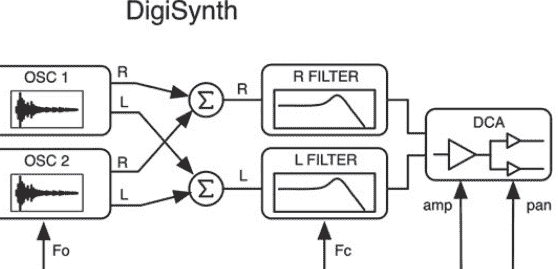 DigiSynth
OSC 1
R
L
OSC 2
R
L
Σ
Σ
R
L
R FILTER
L FILTER
DCA
Fo
Fc
amp
pan